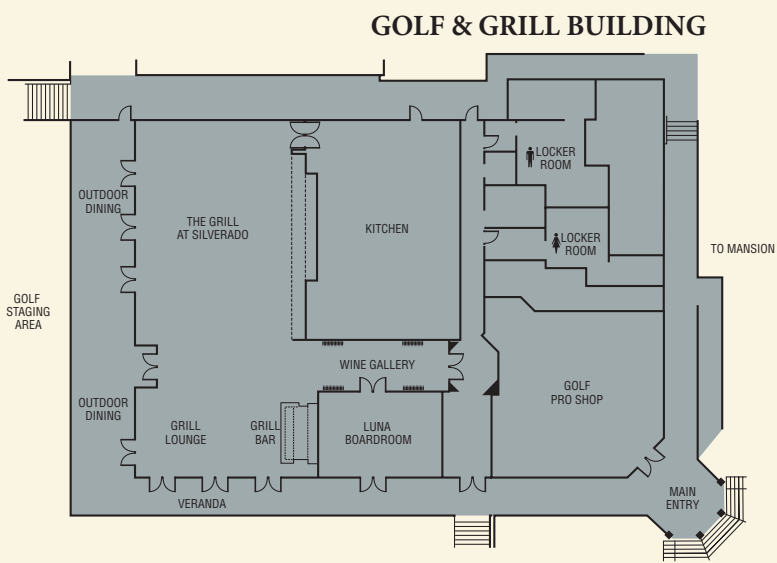 GOLF & GRILL BUILDING
LOCKER
ROOM
OUTDOOR
DINING
THE GRILL
AT SILVERADO
KITCHEN
LOCKER
ROOM
TO MANSION
GOLF
STAGING
AREA
WINE GALLERY
GOLF
PRO SHOP
OUTDOOR
DINING
GRILL
LOUNGE
GRILL
BAR
LUNA
BOARDROOM
VERANDA
MAIN
ENTRY